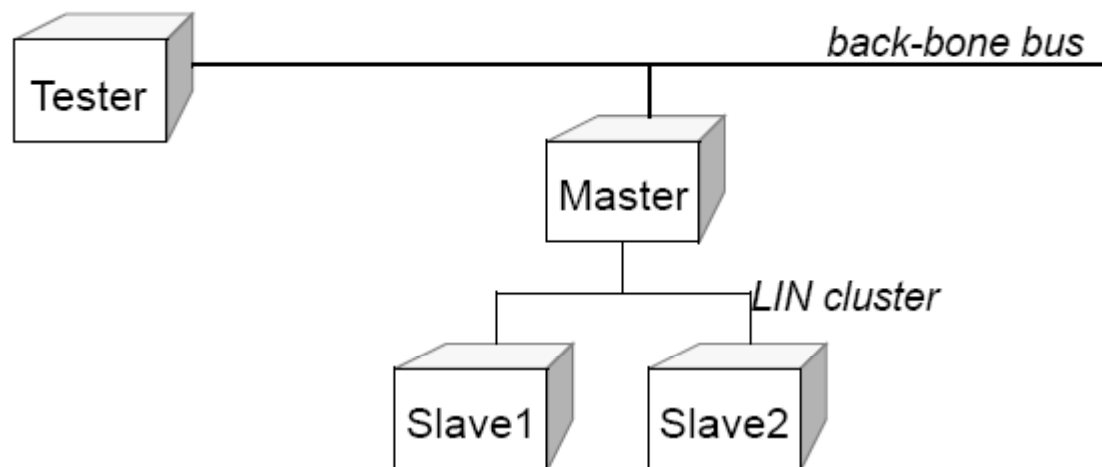 back-bone bus
Tester
Master
LIN cluster
Slave1
Slave2